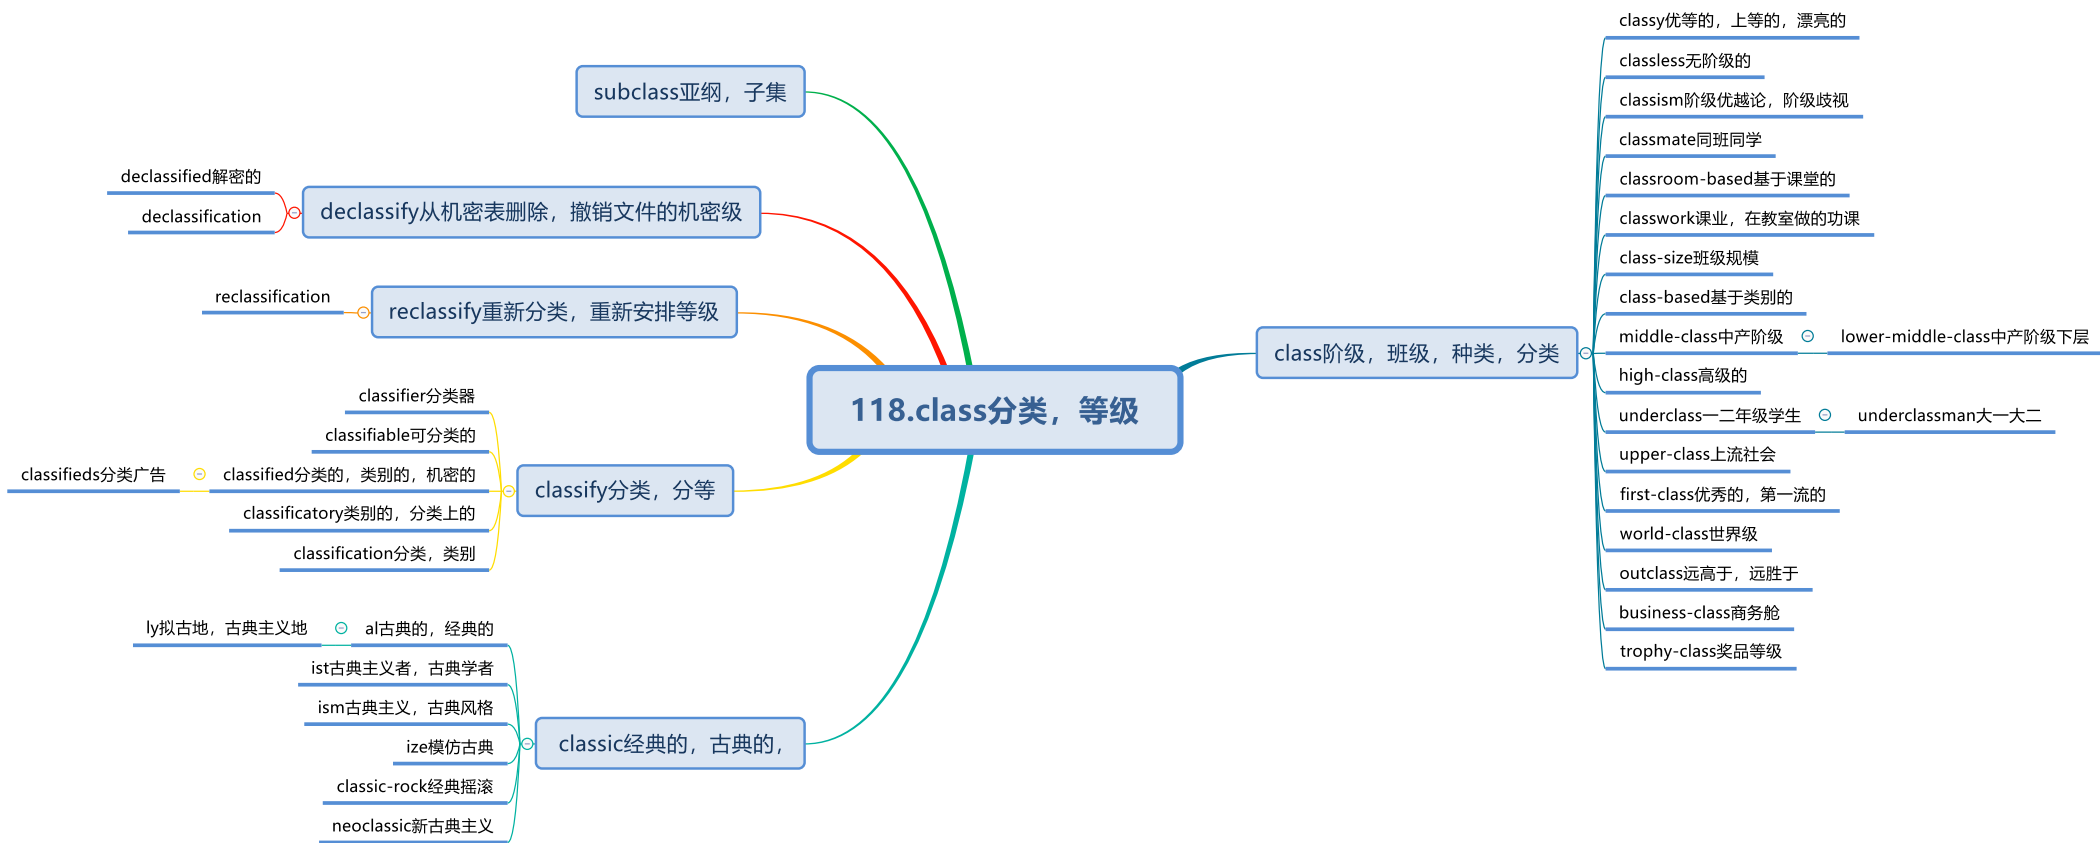 118.class分类，等级
class阶级，班级，种类，分类
classy优等的，上等的，漂亮的
classless无阶级的
classism阶级优越论，阶级歧视
classmate同班同学
classroom-based基于课堂的
classwork课业，在教室做的功课
class-size班级规模
class-based基于类别的
middle-class中产阶级
lower-middle-class中产阶级下层
high-class高级的
underclass一二年级学生
underclassman大一大二
upper-class上流社会
first-class优秀的，第一流的
world-class世界级
outclass远高于，远胜于
business-class商务舱
trophy-class奖品等级
subclass亚纲，子集
declassify从机密表删除，撤销文件的机密级
declassified解密的
declassification
reclassify重新分类，重新安排等级
reclassification
classify分类，分等
classifier分类器
classifiable可分类的
classified分类的，类别的，机密的
classifieds分类广告
classificatory类别的，分类上的
classification分类，类别
classic经典的，古典的，
al古典的，经典的
ly拟古地，古典主义地
ist古典主义者，古典学者
ism古典主义，古典风格
ize模仿古典
classic-rock经典摇滚
neoclassic新古典主义